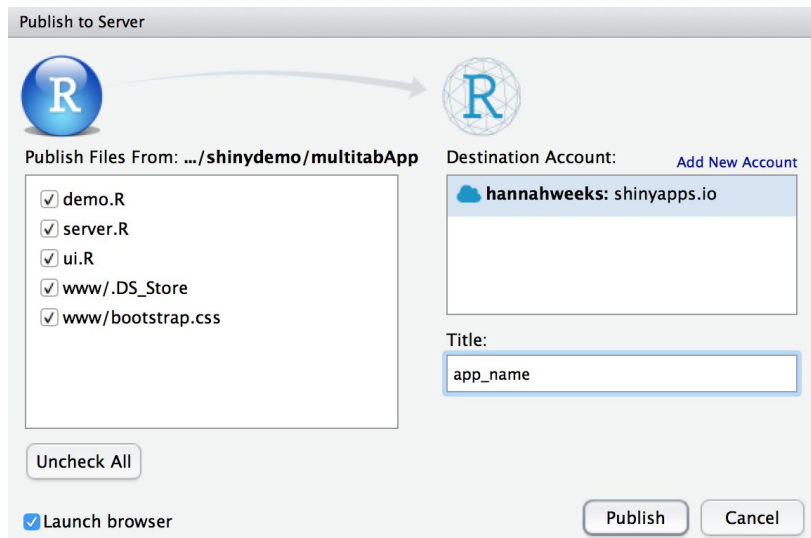 Publish to Server
R
R
Publish Files From: .../shinydemo/multitabApp
demo.R
server.R
ui.R
www/.DS_Store
www/bootstrap.css
Uncheck All
Launch browser
Destination Account:
Add New Account
hannahweeks: shinyapps.io
Title:
app_name
Publish
Cancel